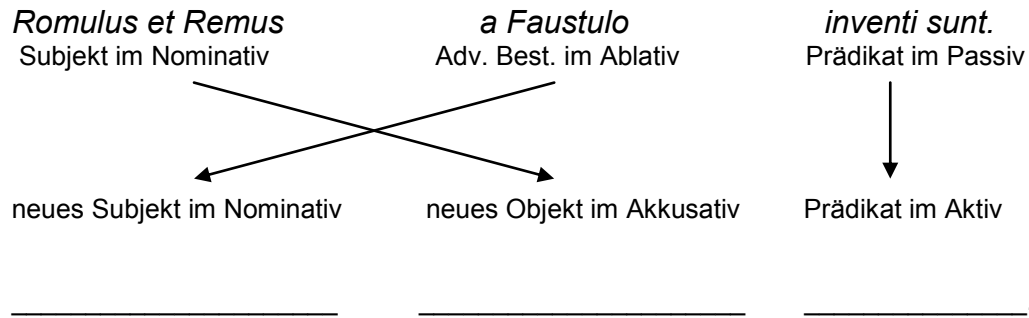 Romulus et Remus a Faustulo inventi sunt.
Subjekt im Nominativ Adv. Best. im Ablativ Prädikat im Passiv
neues Subjekt im Nominativ neues Objekt im Akkusativ Prädikat im Aktiv